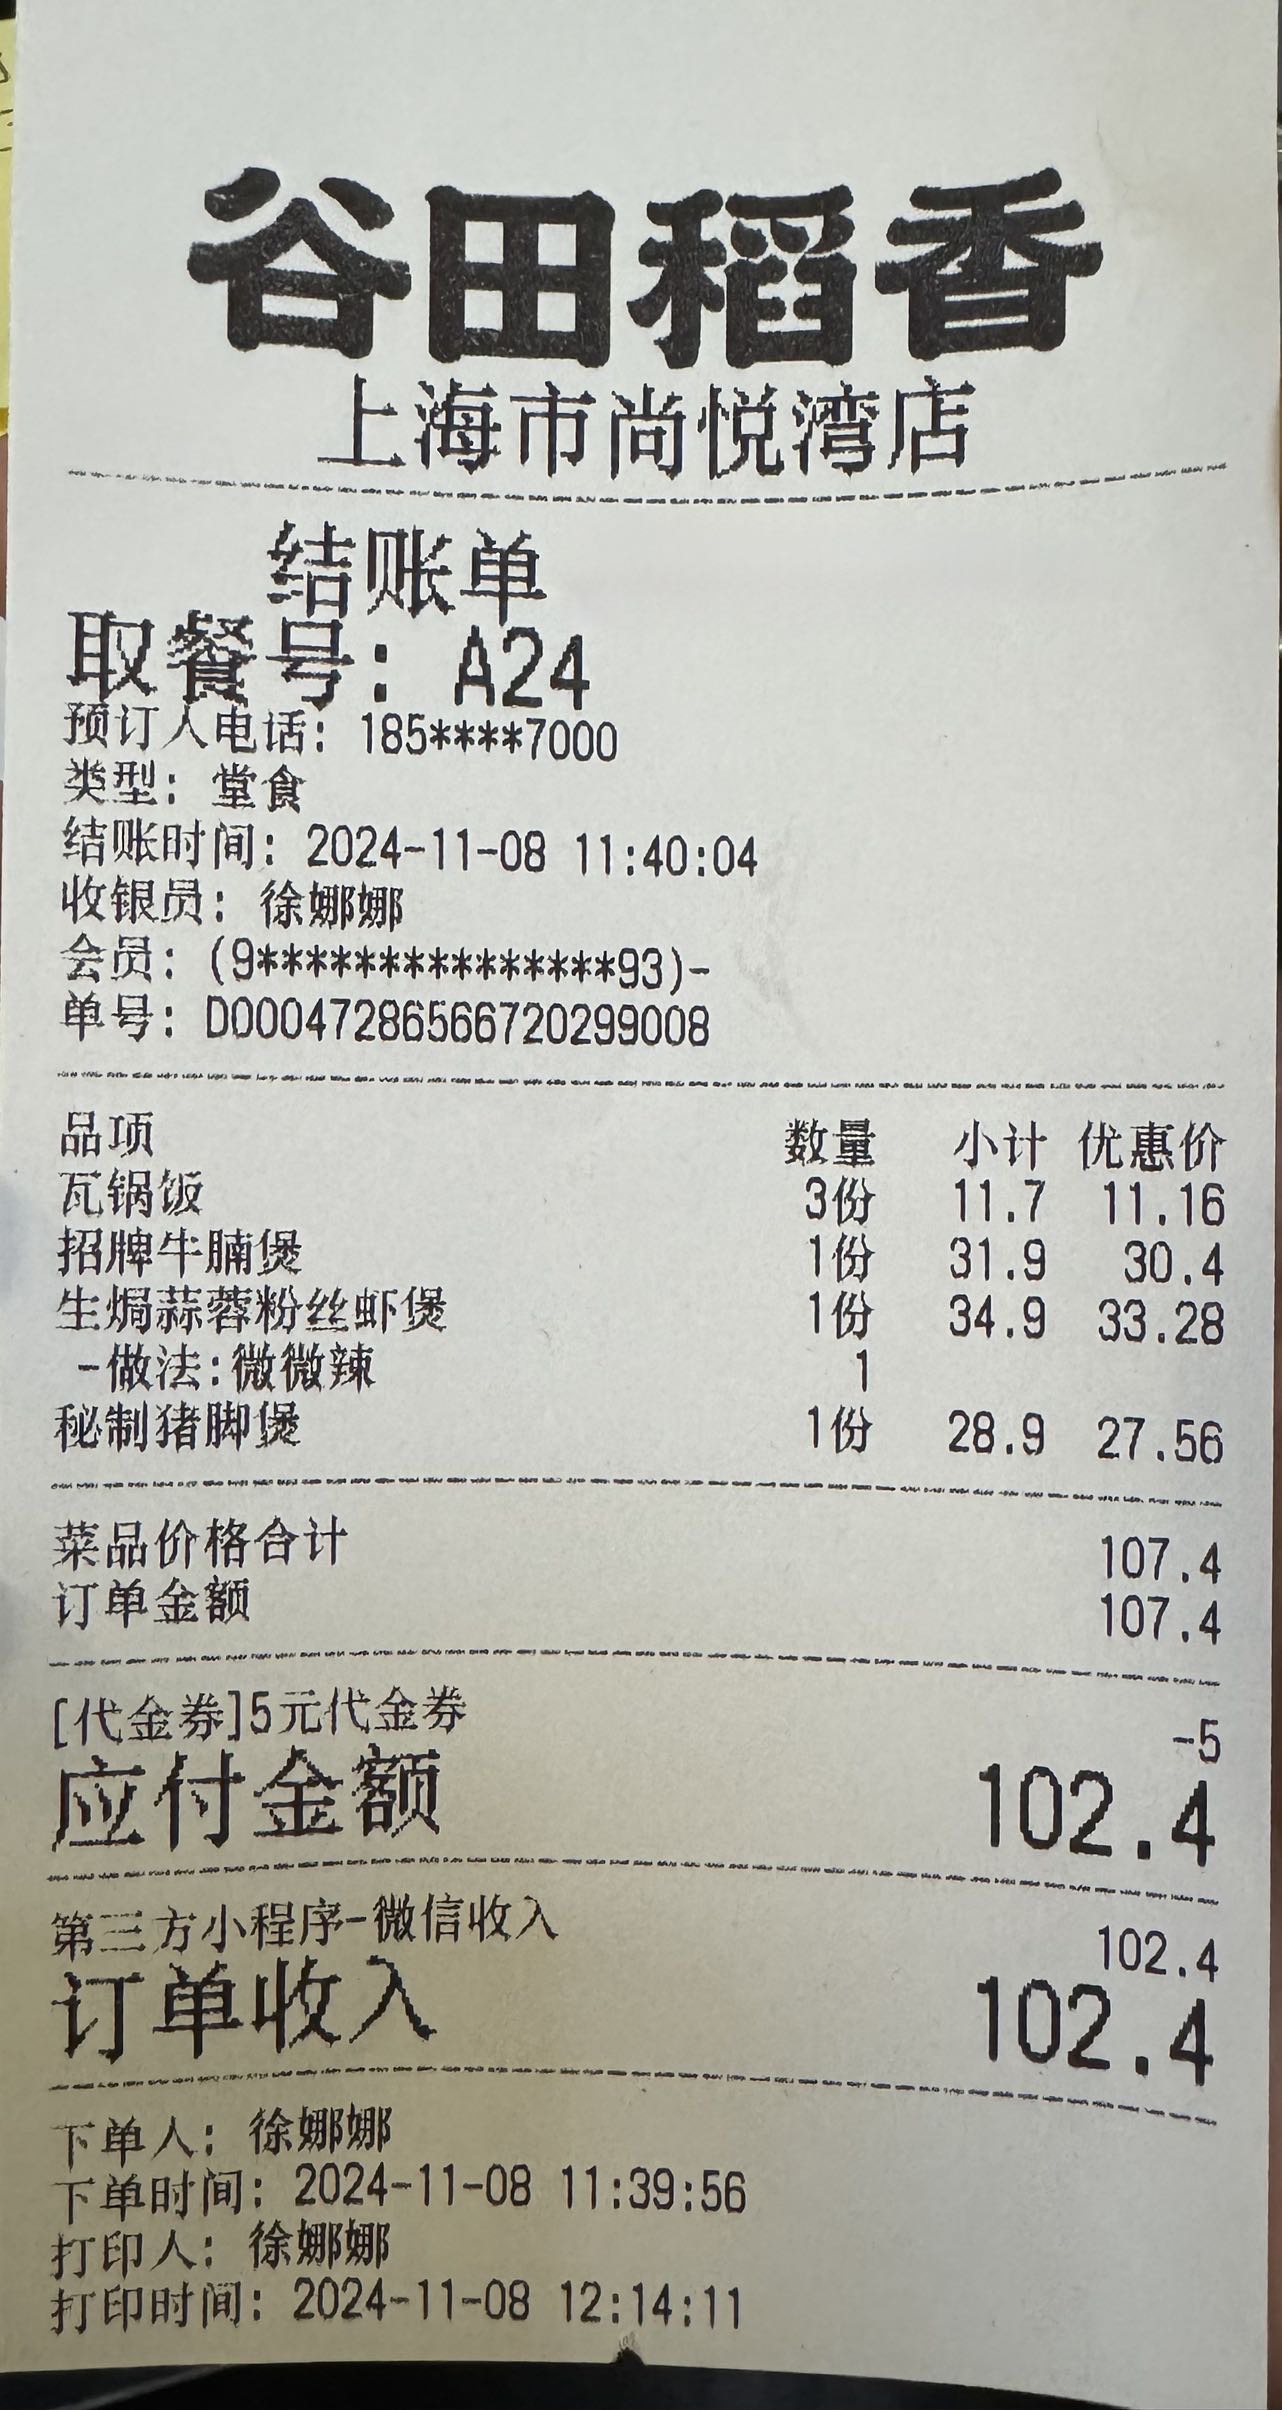 谷田稻香
上海市尚悦湾店
结账单
取餐号: A24
预订人电话: 185****7000
类型: 堂食
结账时间: 2024-11-08 11:40:04
收银员: 徐娜娜
会员: (9***************93)-
单号: D00047286566720299008
品项 数量 小计 优惠价
瓦锅饭 3份 11.7 11.16
招牌牛腩煲 1份 31.9 30.4
生焗蒜蓉粉丝虾煲 1份 34.9 33.28
-做法:微微辣 1
秘制猪脚煲 1份 28.9 27.56
菜品价格合计 107.4
订单金额 107.4
[代金券]5元代金券 -5
应付金额 102.4
第三方小程序-微信收入 102.4
订单收入 102.4
下单人: 徐娜娜
下单时间: 2024-11-08 11:39:56
打印人: 徐娜娜
打印时间: 2024-11-08 12:14:11